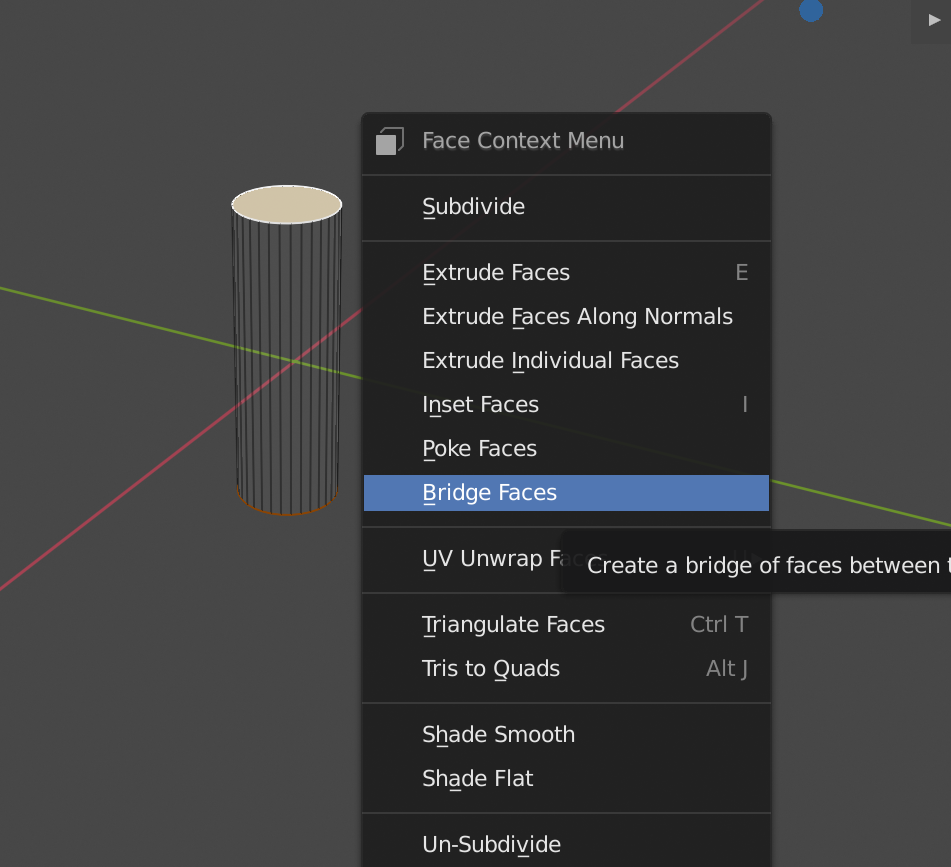 Face Context Menu
Subdivide
Extrude Faces E
Extrude Faces Along Normals
Extrude Individual Faces
Inset Faces I
Poke Faces
Bridge Faces
UV Unwrap Faces U
Create a bridge of faces between
Triangulate Faces Ctrl T
Tris to Quads Alt J
Shade Smooth
Shade Flat
Un-Subdivide